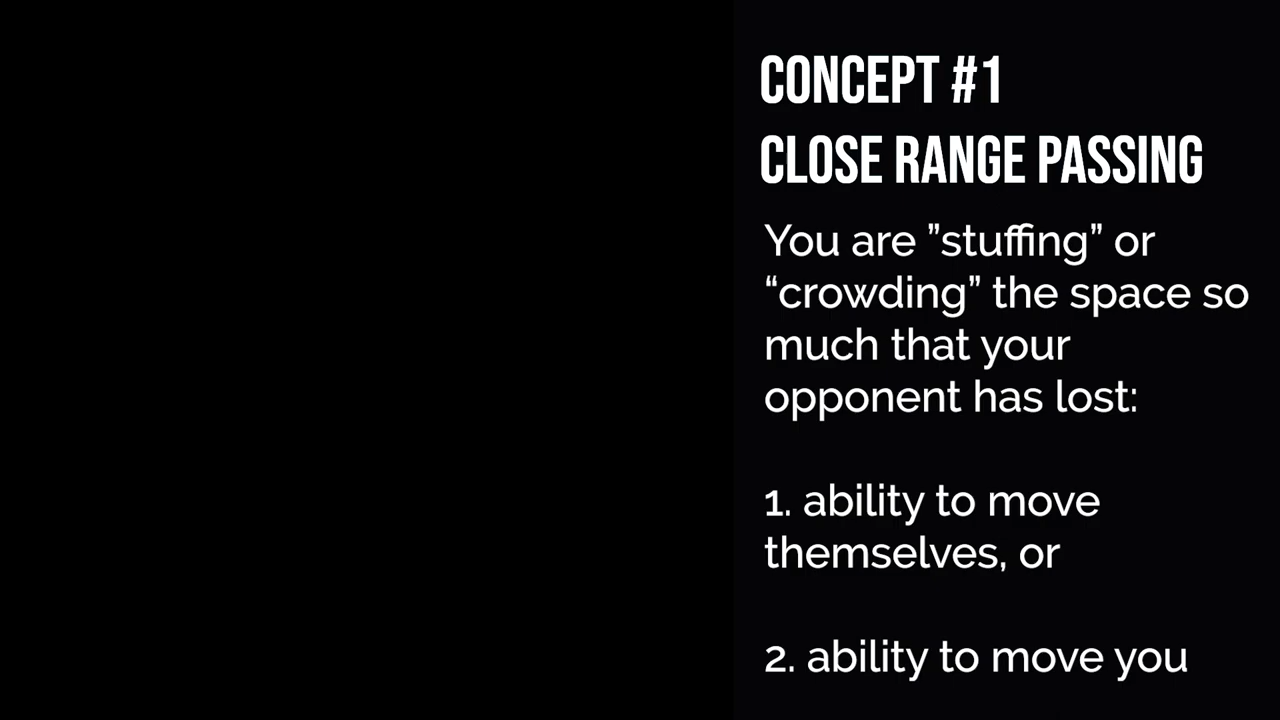 CONCEPT #1
CLOSE RANGE PASSING
You are ”stuffing” or
“crowding” the space so
much that your
opponent has lost:
1. ability to move
themselves, or
2. ability to move you